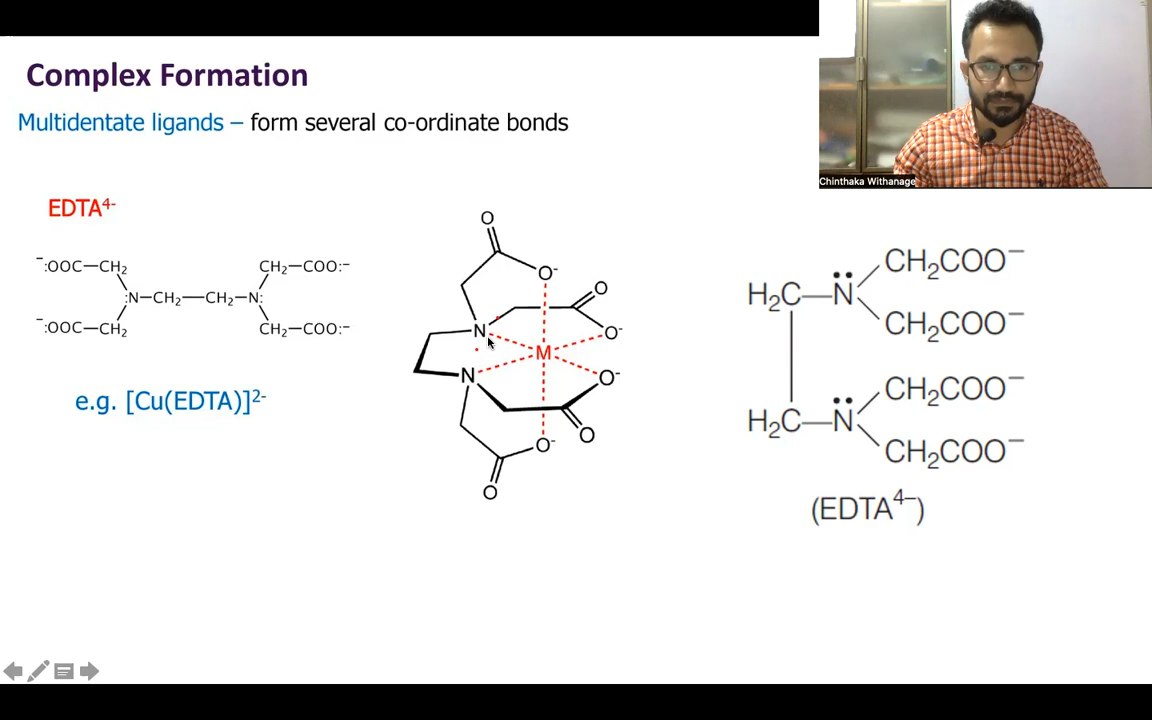 Complex Formation
Multidentate ligands – form several co-ordinate bonds
Chinthaka Withanage
EDTA⁴⁻
⁻:OOC—CH₂ CH₂—COO:⁻
:N—CH₂—CH₂—N:
⁻:OOC—CH₂ CH₂—COO:⁻
e.g. [Cu(EDTA)]²⁻
O
O⁻
O
N
O⁻
M
N
O⁻
O
O⁻
O
CH₂COO⁻
H₂C—N̈
CH₂COO⁻
CH₂COO⁻
H₂C—N̈
CH₂COO⁻
(EDTA⁴⁻)